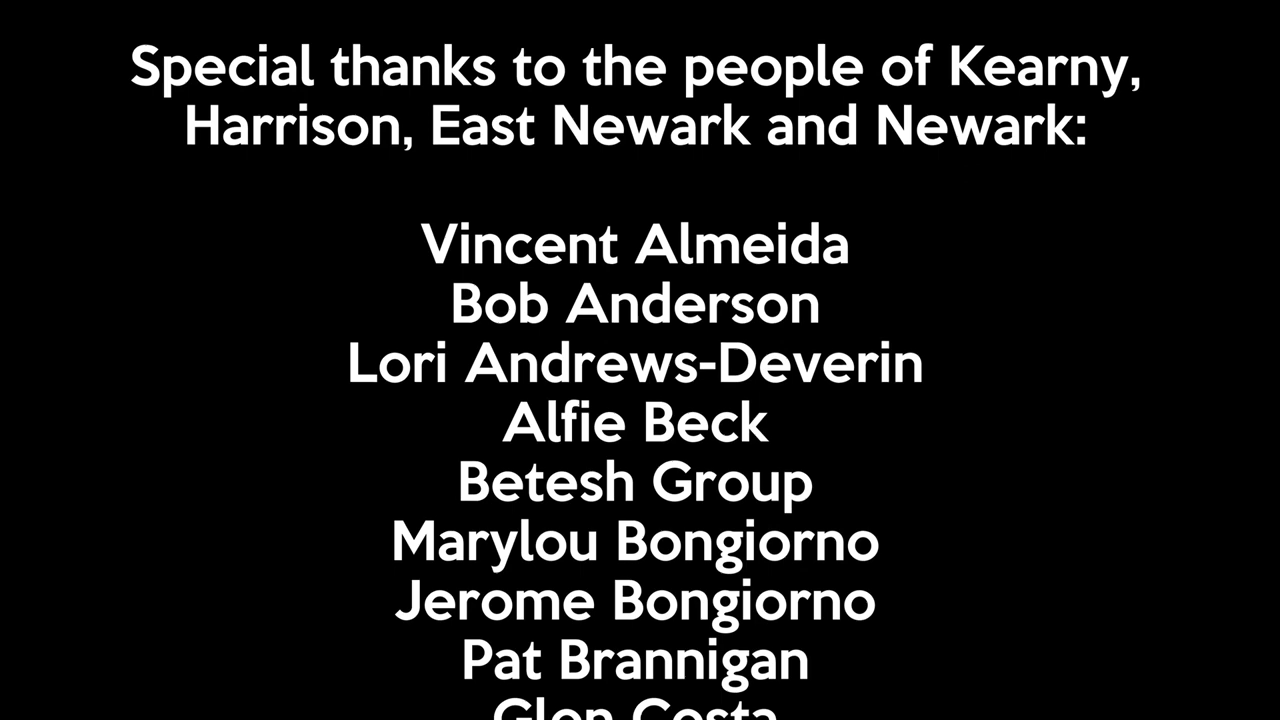 Special thanks to the people of Kearny,
Harrison, East Newark and Newark:
Vincent Almeida
Bob Anderson
Lori Andrews-Deverin
Alfie Beck
Betesh Group
Marylou Bongiorno
Jerome Bongiorno
Pat Brannigan
Glen Costa